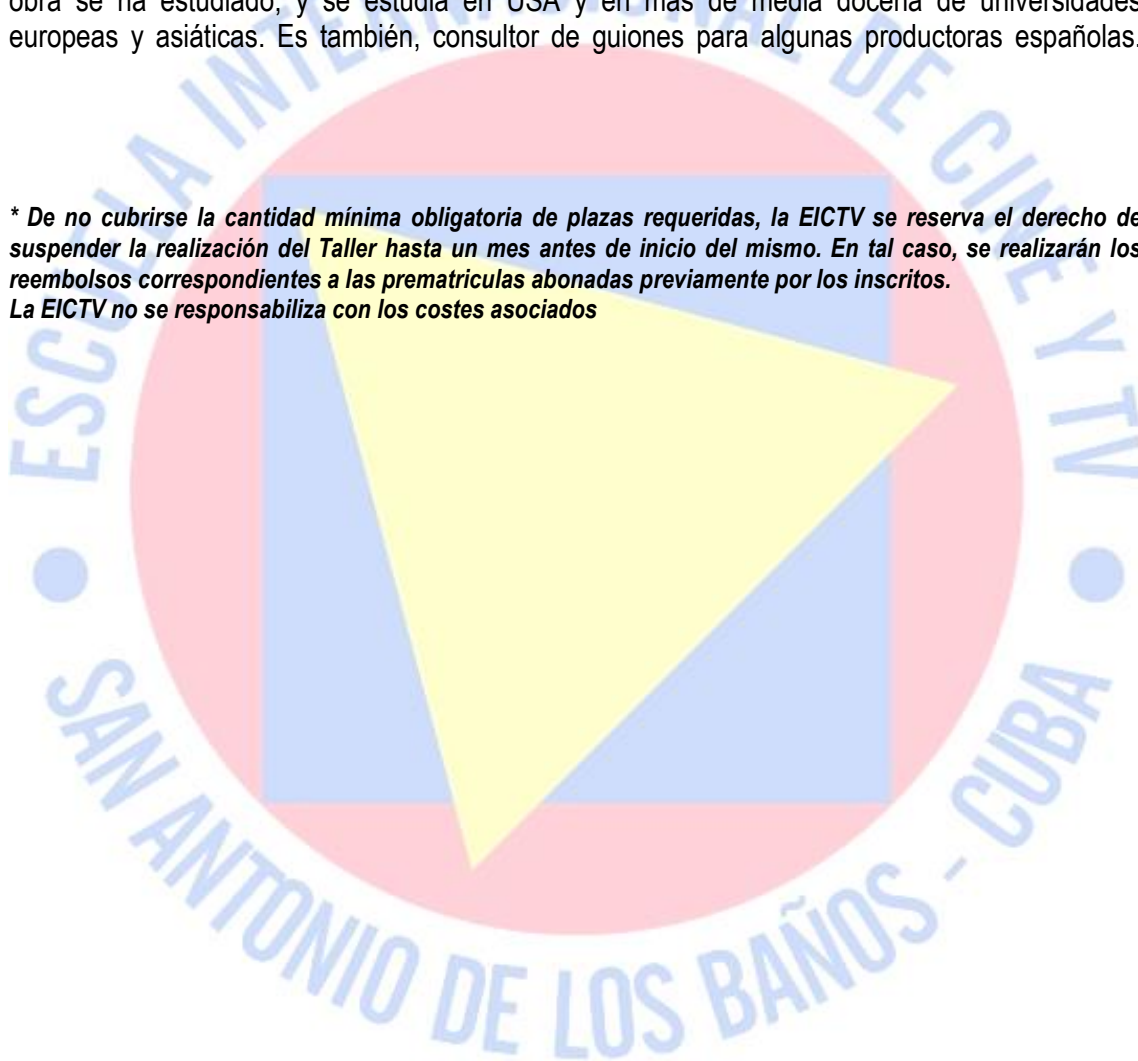 obra se ha estudiado, y se estudia en USA y en más de media docena de universidades
europeas y asiáticas. Es también, consultor de guiones para algunas productoras españolas.
* De no cubrirse la cantidad mínima obligatoria de plazas requeridas, la EICTV se reserva el derecho de
suspender la realización del Taller hasta un mes antes de inicio del mismo. En tal caso, se realizarán los
reembolsos correspondientes a las prematriculas abonadas previamente por los inscritos.
La EICTV no se responsabiliza con los costes asociados
ESCUELA INTERNACIONAL DE CINE Y TV
SAN ANTONIO DE LOS BAÑOS - CUBA